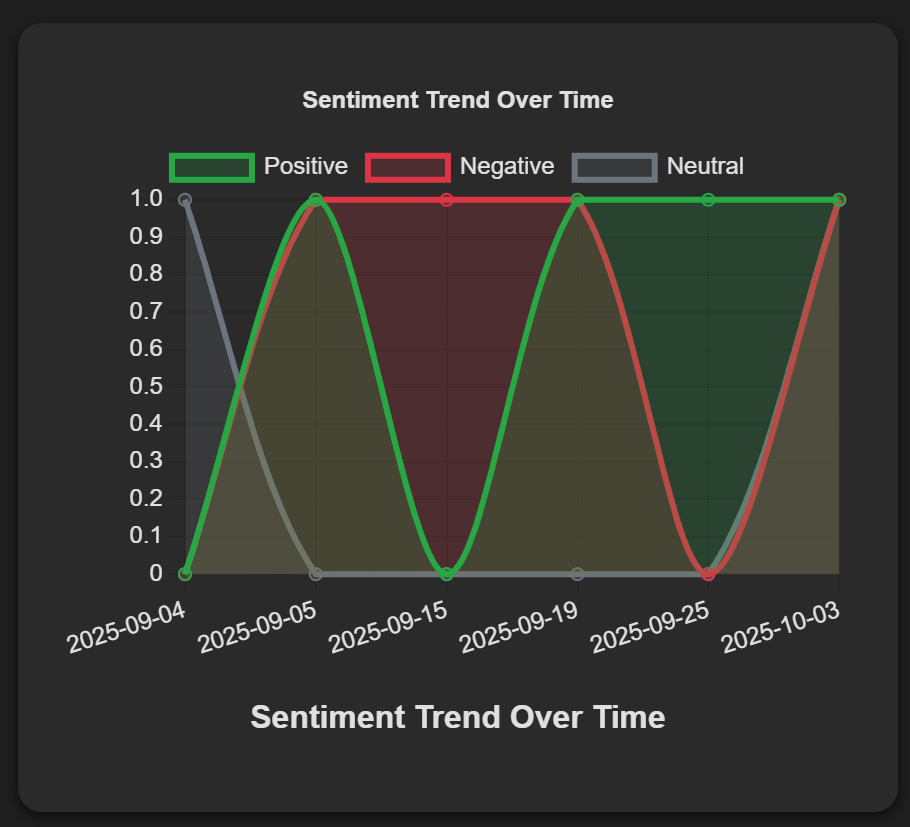 Sentiment Trend Over Time
Positive Negative Neutral
1.0
0.9
0.8
0.7
0.6
0.5
0.4
0.3
0.2
0.1
0
2025-09-04 2025-09-05 2025-09-15 2025-09-19 2025-09-25 2025-10-03
Sentiment Trend Over Time